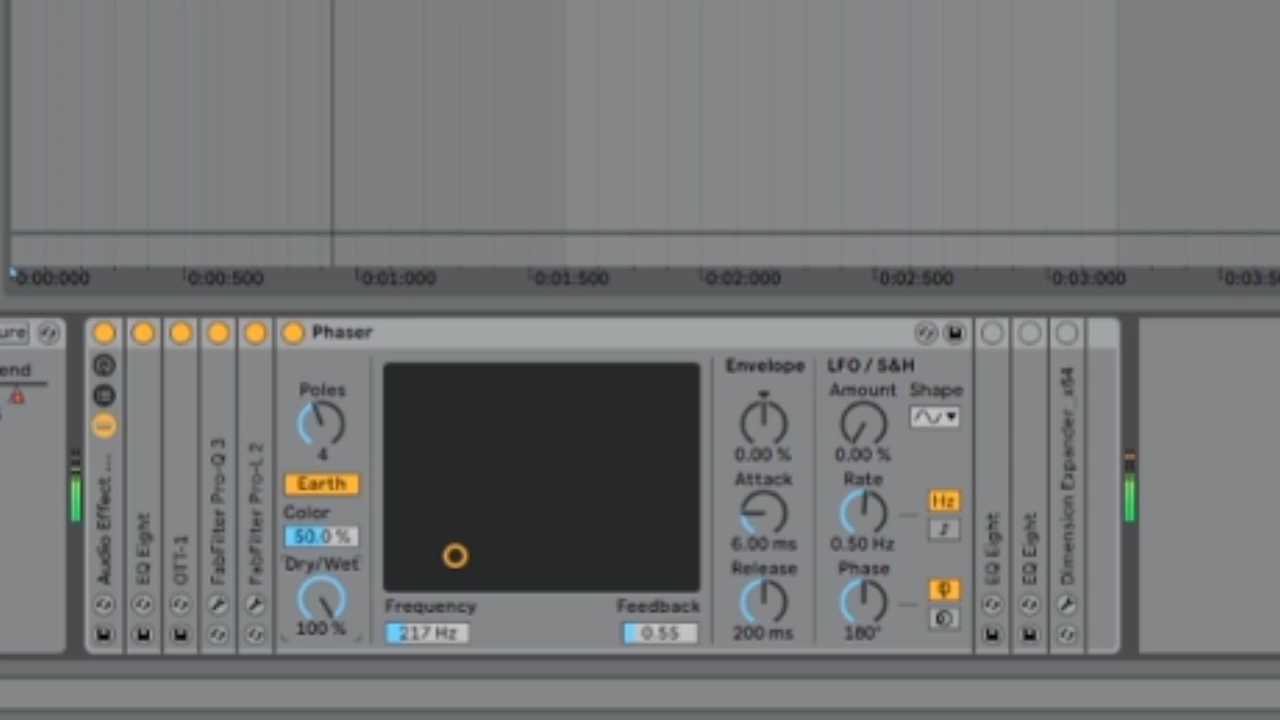 0:00:000 0:00:500 0:01:000 0:01:500 0:02:000 0:02:500 0:03:000
ure
end
Audio Effect ...
EQ Eight
OTT-1
FabFilter Pro-Q 3
FabFilter Pro-L 2
Phaser
Poles
4
Earth
Color
50.0 %
Dry/Wet
100 %
Frequency
217 Hz
Feedback
0.55
Envelope
0.00 %
Attack
6.00 ms
Release
200 ms
LFO / S&H
Amount Shape
0.00 %
Rate
Hz
0.50 Hz
Phase
180°
EQ Eight
EQ Eight
Dimension Expander_x64